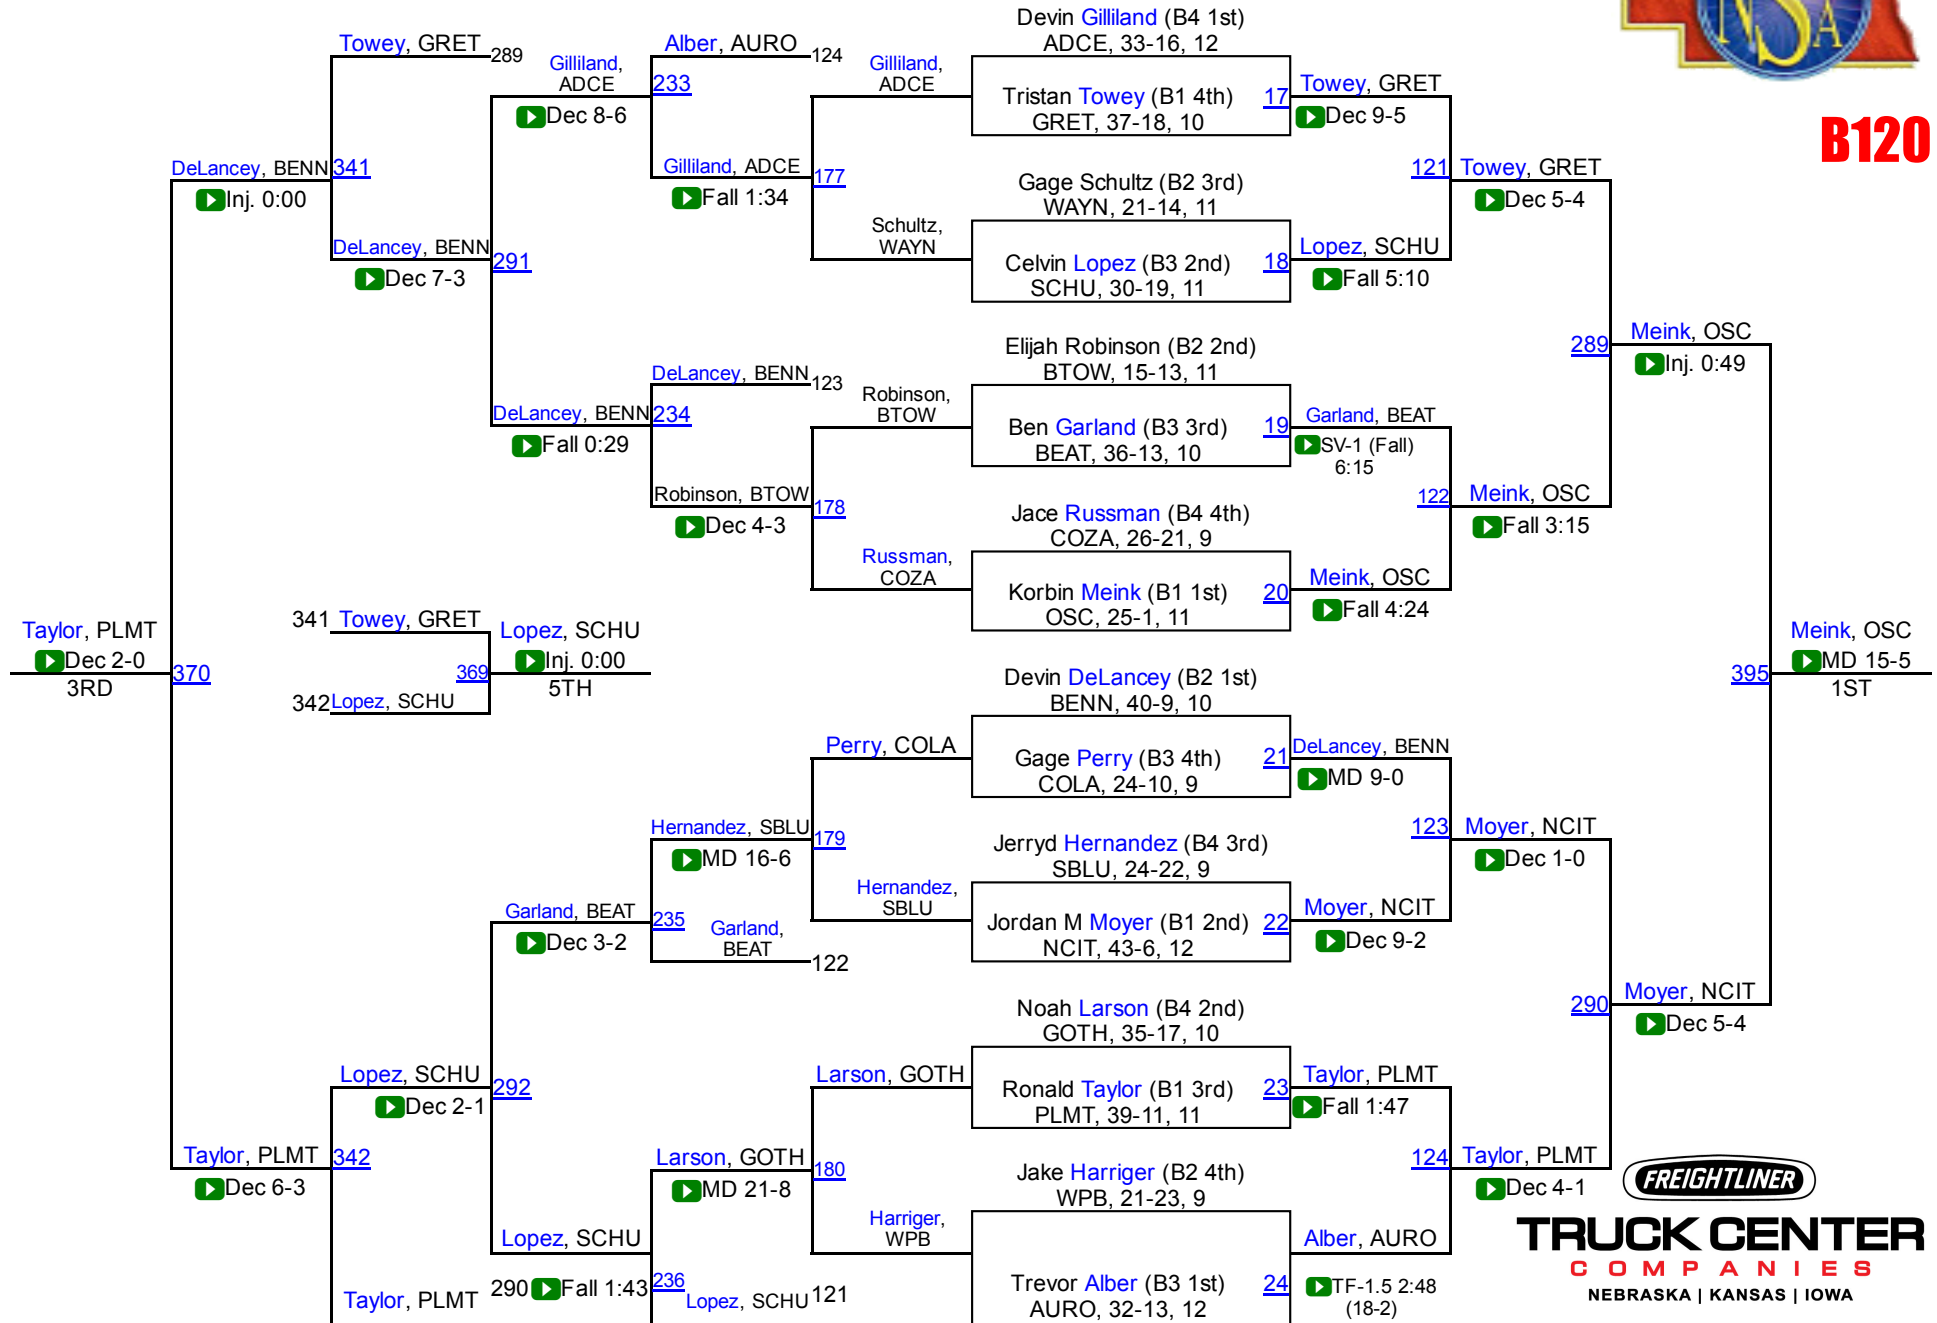 Devin Gilliland (B4 1st)
ADCE, 33-16, 12
Tristan Towey (B1 4th)
GRET, 37-18, 10
17
Gage Schultz (B2 3rd)
WAYN, 21-14, 11
Celvin Lopez (B3 2nd)
SCHU, 30-19, 11
18
Elijah Robinson (B2 2nd)
BTOW, 15-13, 11
Ben Garland (B3 3rd)
BEAT, 36-13, 10
19
Jace Russman (B4 4th)
COZA, 26-21, 9
Korbin Meink (B1 1st)
OSC, 25-1, 11
20
Devin DeLancey (B2 1st)
BENN, 40-9, 10
Gage Perry (B3 4th)
COLA, 24-10, 9
21
Jerryd Hernandez (B4 3rd)
SBLU, 24-22, 9
Jordan M Moyer (B1 2nd)
NCIT, 43-6, 12
22
Noah Larson (B4 2nd)
GOTH, 35-17, 10
Ronald Taylor (B1 3rd)
PLMT, 39-11, 11
23
Jake Harriger (B2 4th)
WPB, 21-23, 9
Trevor Alber (B3 1st)
AURO, 32-13, 12
24
Towey, GRET
Dec 9-5
Lopez, SCHU
Fall 5:10
Garland, BEAT
SV-1 (Fall)
6:15
Meink, OSC
Fall 4:24
DeLancey, BENN
MD 9-0
Moyer, NCIT
Dec 9-2
Taylor, PLMT
Fall 1:47
Alber, AURO
TF-1.5 2:48
(18-2)
121
Towey, GRET
Dec 5-4
122
Meink, OSC
Fall 3:15
123
Moyer, NCIT
Dec 1-0
124
Taylor, PLMT
Dec 4-1
289
Meink, OSC
Inj. 0:49
290
Moyer, NCIT
Dec 5-4
395
Meink, OSC
MD 15-5
1ST
Gilliland,
ADCE
Schultz,
WAYN
177
Robinson,
BTOW
Russman,
COZA
178
Perry, COLA
Hernandez,
SBLU
179
Larson, GOTH
Harriger,
WPB
180
Alber, AURO
124
Gilliland, ADCE
Fall 1:34
233
DeLancey, BENN
123
Robinson, BTOW
Dec 4-3
234
Hernandez, SBLU
MD 16-6
Garland,
BEAT
122
235
Larson, GOTH
MD 21-8
Lopez, SCHU
121
236
Gilliland,
ADCE
Dec 8-6
DeLancey, BENN
Fall 0:29
291
Garland, BEAT
Dec 3-2
Lopez, SCHU
Fall 1:43
292
Towey, GRET
289
DeLancey, BENN
Dec 7-3
341
Lopez, SCHU
Dec 2-1
Taylor, PLMT
290
342
DeLancey, BENN
Inj. 0:00
Taylor, PLMT
Dec 6-3
370
Taylor, PLMT
Dec 2-0
3RD
341
Towey, GRET
342
Lopez, SCHU
369
Lopez, SCHU
Inj. 0:00
5TH
NSA
B120
FREIGHTLINER
TRUCK CENTER
COMPANIES
NEBRASKA | KANSAS | IOWA